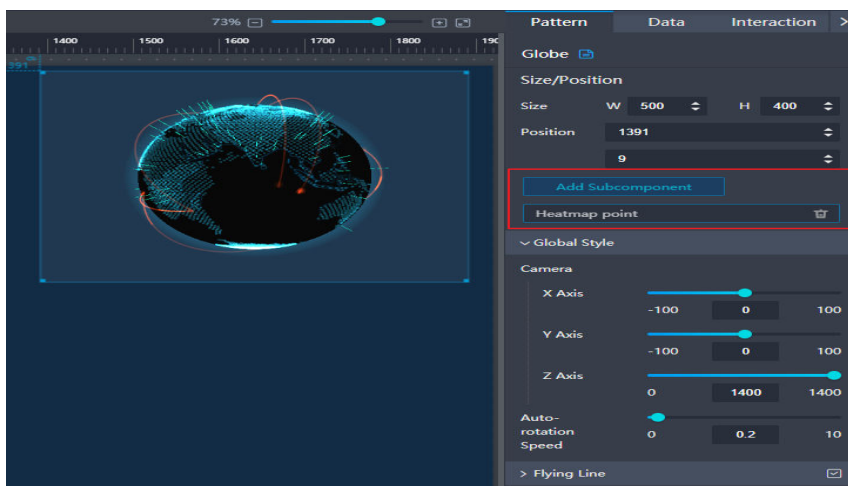 73%
1400 1500 1600 1700 1800 190
391
Pattern Data Interaction >
Globe
Size/Position
Size W 500 H 400
Position 1391
9
Add Subcomponent
Heatmap point
Global Style
Camera
X Axis
-100 0 100
Y Axis
-100 0 100
Z Axis
0 1400 1400
Auto-
rotation
Speed
0 0.2 10
> Flying Line